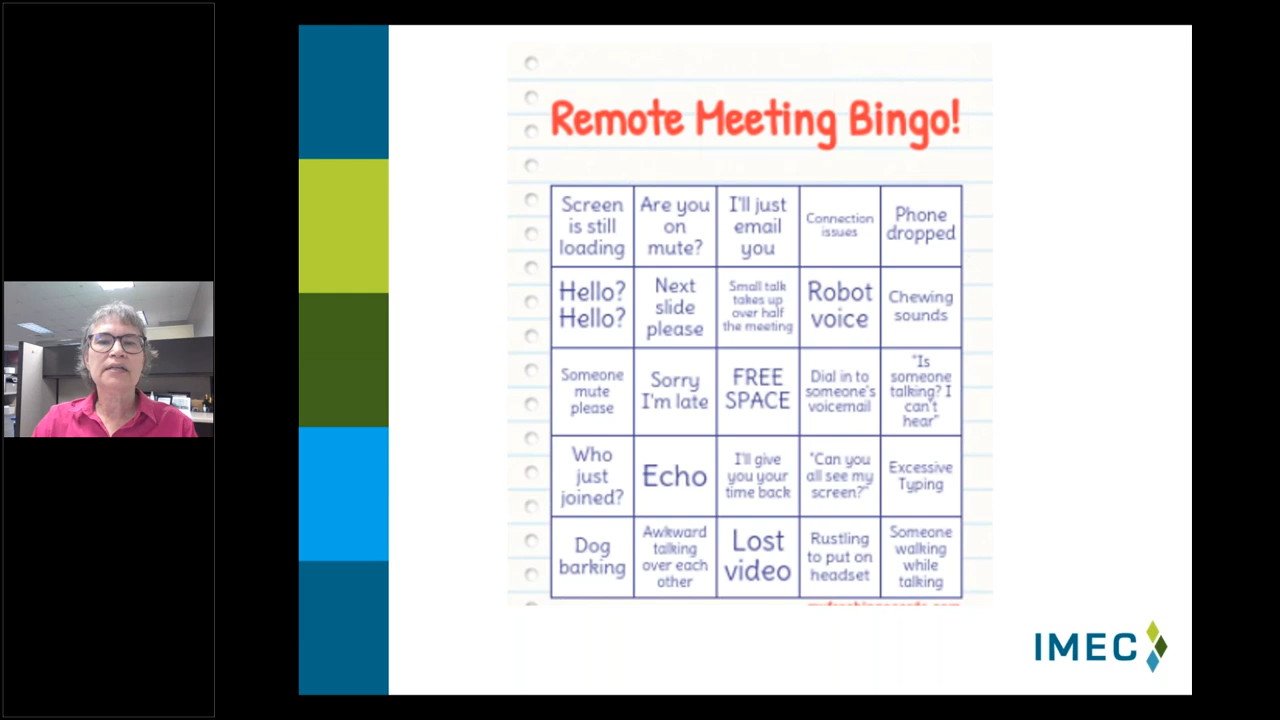 Remote Meeting Bingo!
Screen
is still
loading
Are you
on
mute?
I'll just
email
you
Connection
issues
Phone
dropped
Hello?
Hello?
Next
slide
please
Small talk
takes up
over half
the meeting
Robot
voice
Chewing
sounds
Someone
mute
please
Sorry
I'm late
FREE
SPACE
Dial in to
someone's
voicemail
"Is
someone
talking? I
can't
hear"
Who
just
joined?
Echo
I'll give
you your
time back
"Can you
all see my
screen?"
Excessive
Typing
Dog
barking
Awkward
talking
over each
other
Lost
video
Rustling
to put on
headset
Someone
walking
while
talking
IMEC